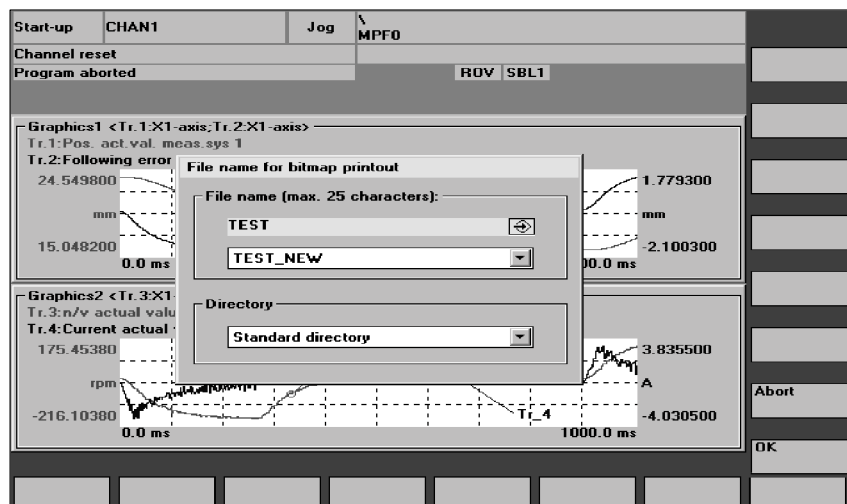 Start-up CHAN1 Jog \
MPF0
Channel reset
Program aborted ROV SBL1
Graphics1 <Tr.1:X1-axis;Tr.2:X1-axis>
Tr.1:Pos. act.val. meas.sys 1
Tr.2:Following error
24.549800 1.779300
mm mm
15.048200 -2.100300
0.0 ms 00.0 ms
File name for bitmap printout
File name (max. 25 characters):
TEST
TEST_NEW
Directory
Standard directory
Graphics2 <Tr.3:X1-
Tr.3:n/v actual valu
Tr.4:Current actual
175.45380 3.835500
rpm A
-216.10380 Tr_4 -4.030500
0.0 ms 1000.0 ms
Abort
OK